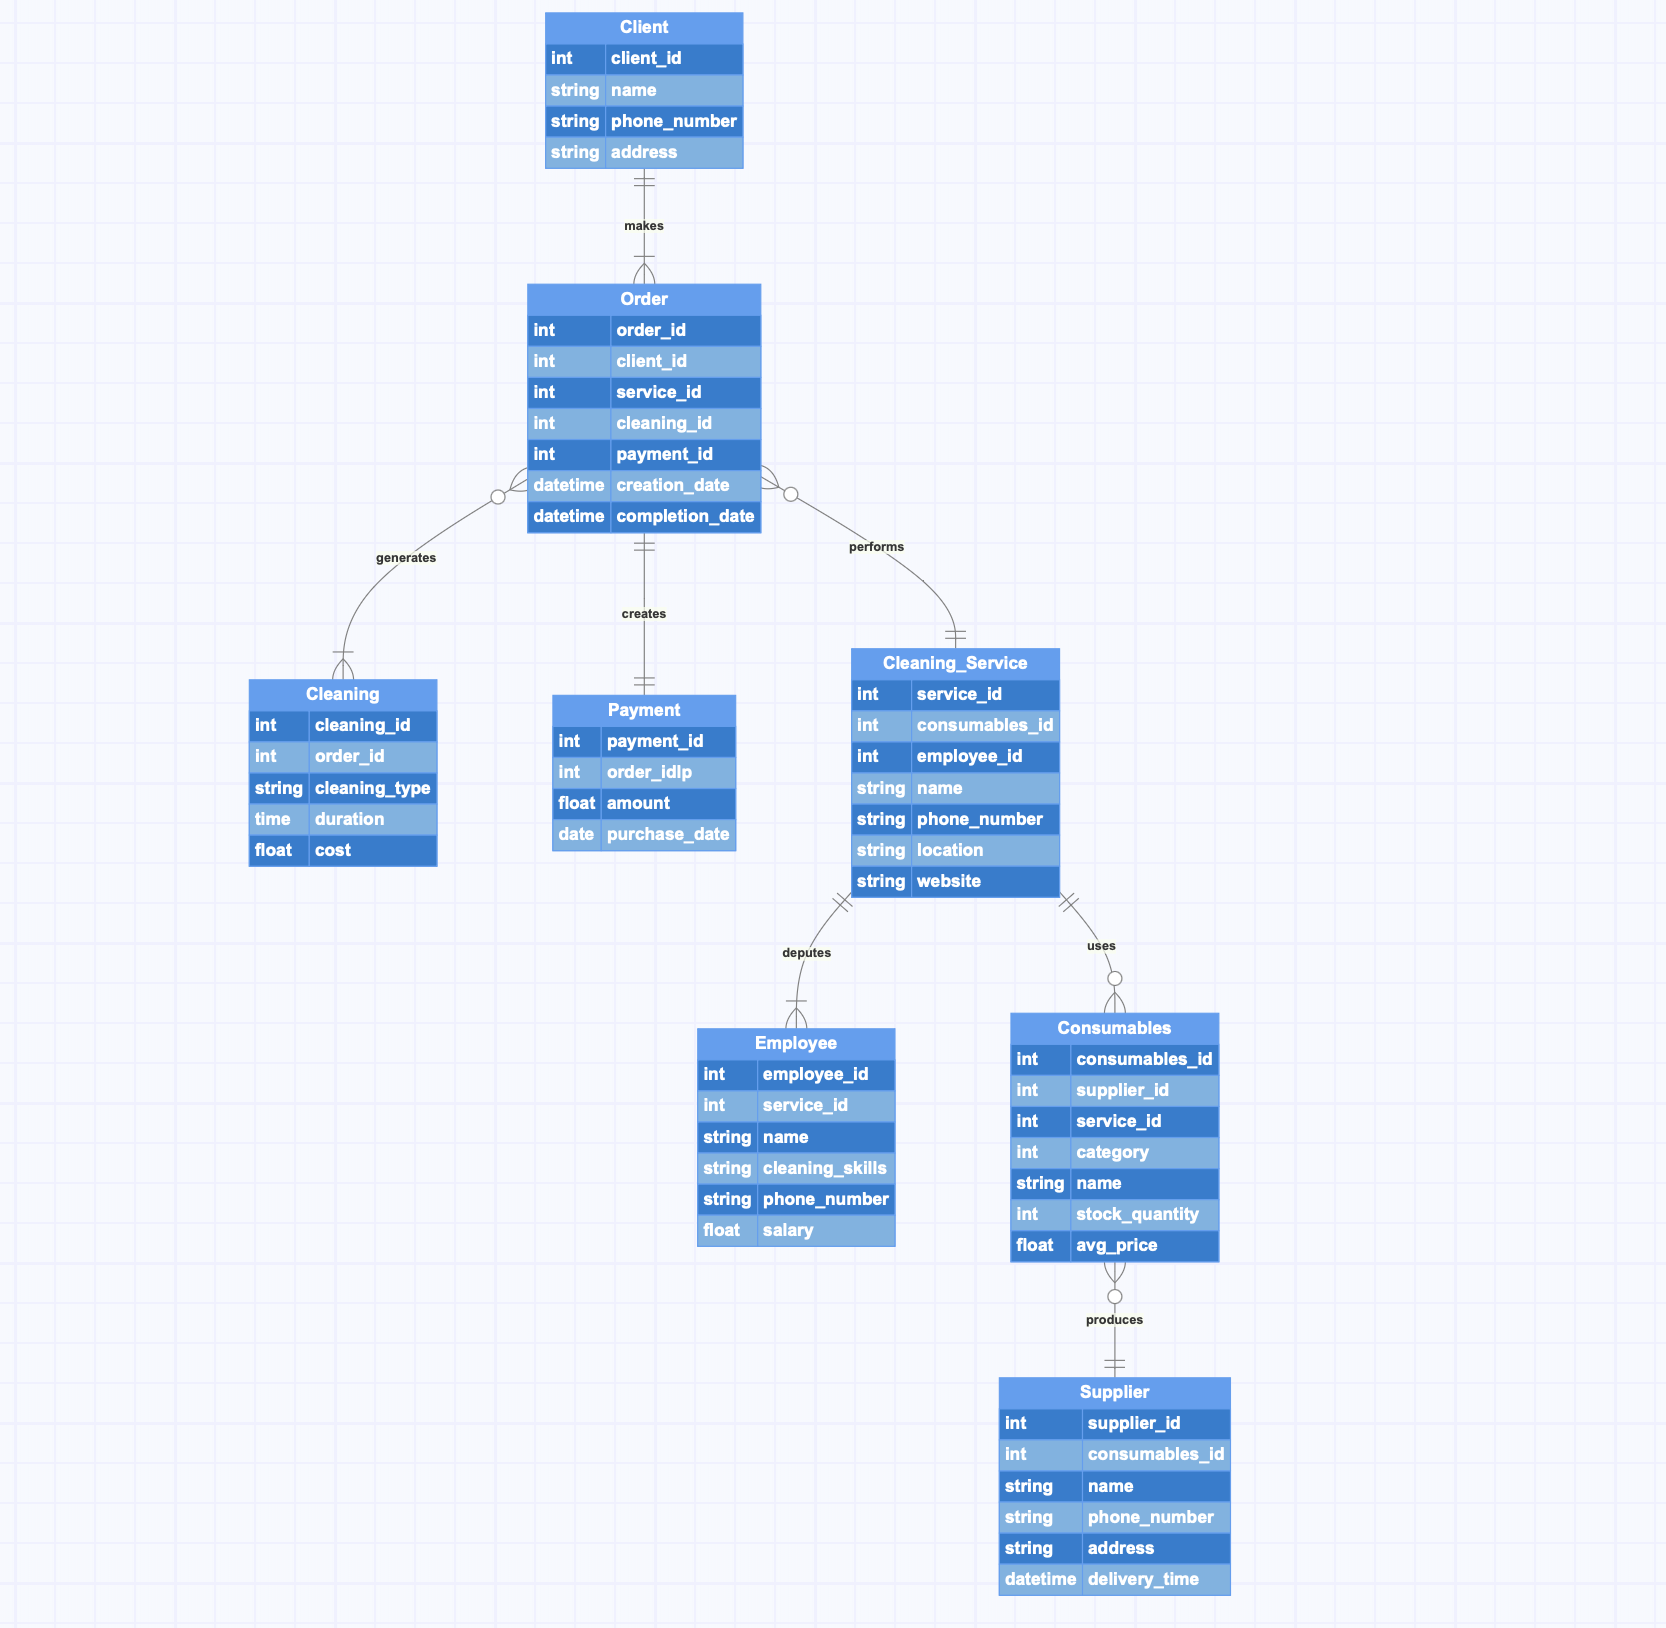 Client
int client_id
string name
string phone_number
string address
makes
Order
int order_id
int client_id
int service_id
int cleaning_id
int payment_id
datetime creation_date
datetime completion_date
generates
creates
performs
Cleaning
int cleaning_id
int order_id
string cleaning_type
time duration
float cost
Payment
int payment_id
int order_idlp
float amount
date purchase_date
Cleaning_Service
int service_id
int consumables_id
int employee_id
string name
string phone_number
string location
string website
deputes
uses
Employee
int employee_id
int service_id
string name
string cleaning_skills
string phone_number
float salary
Consumables
int consumables_id
int supplier_id
int service_id
int category
string name
int stock_quantity
float avg_price
produces
Supplier
int supplier_id
int consumables_id
string name
string phone_number
string address
datetime delivery_time